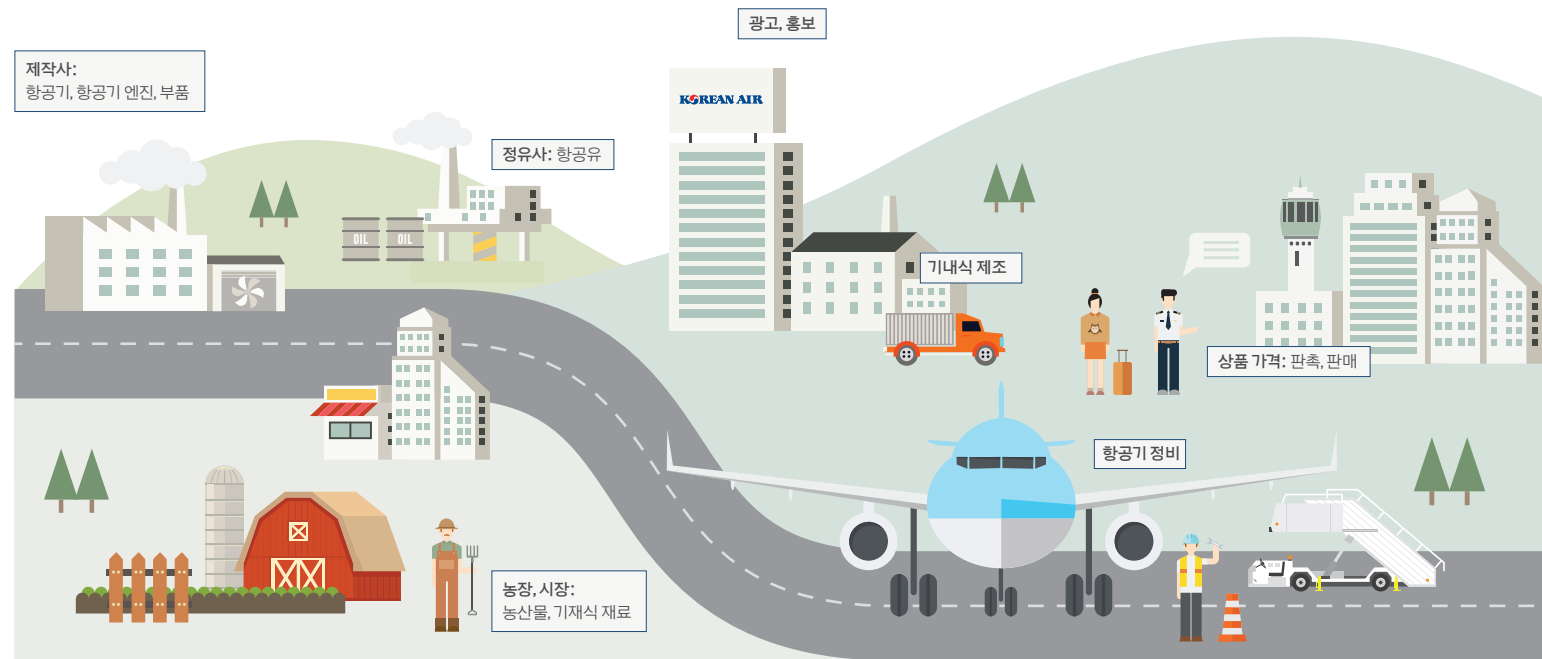 광고, 홍보
제작사:
항공기, 항공기 엔진, 부품
KOREAN AIR
정유사: 항공유
OIL OIL
기내식 제조
상품 가격: 판촉, 판매
항공기 정비
농장, 시장:
농산물, 기재식 재료